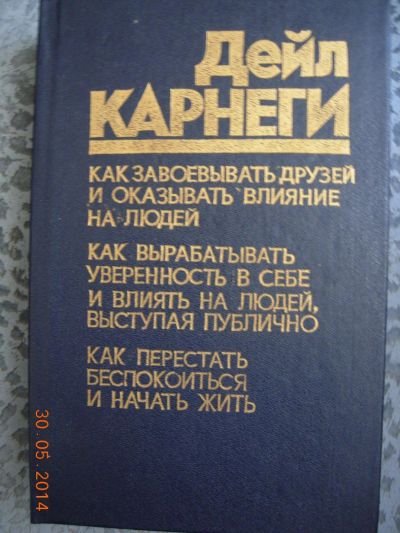 Дейл
КАРНЕГИ
КАК ЗАВОЕВЫВАТЬ ДРУЗЕЙ
И ОКАЗЫВАТЬ ВЛИЯНИЕ
НА ЛЮДЕЙ
КАК ВЫРАБАТЫВАТЬ
УВЕРЕННОСТЬ В СЕБЕ
И ВЛИЯТЬ НА ЛЮДЕЙ,
ВЫСТУПАЯ ПУБЛИЧНО
КАК ПЕРЕСТАТЬ
БЕСПОКОИТЬСЯ
И НАЧАТЬ ЖИТЬ
30.05.2014